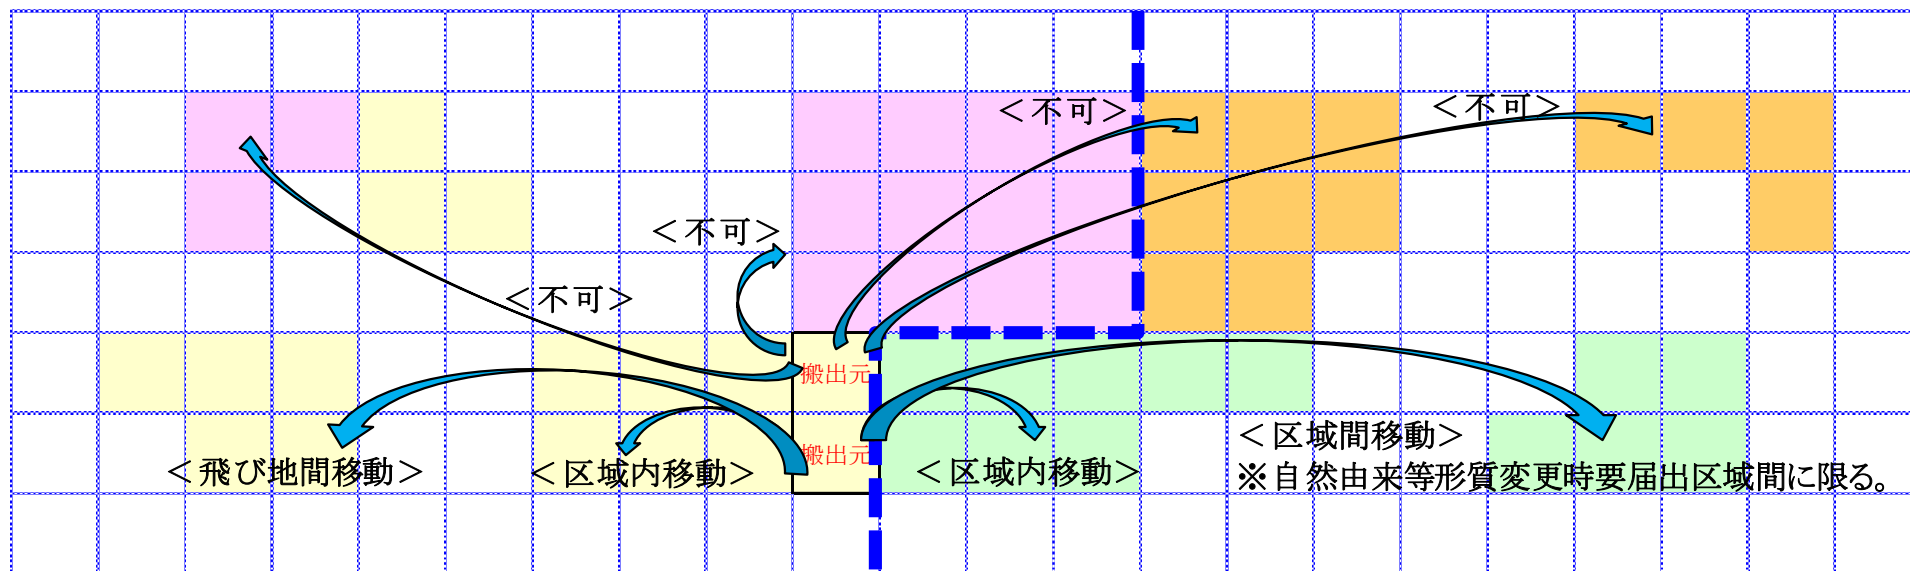 ＜不可＞
＜不可＞
＜不可＞
＜不可＞
搬出元
搬出元
＜飛び地間移動＞
＜区域内移動＞
＜区域内移動＞
＜区域間移動＞
※自然由来等形質変更時要届出区域間に限る。